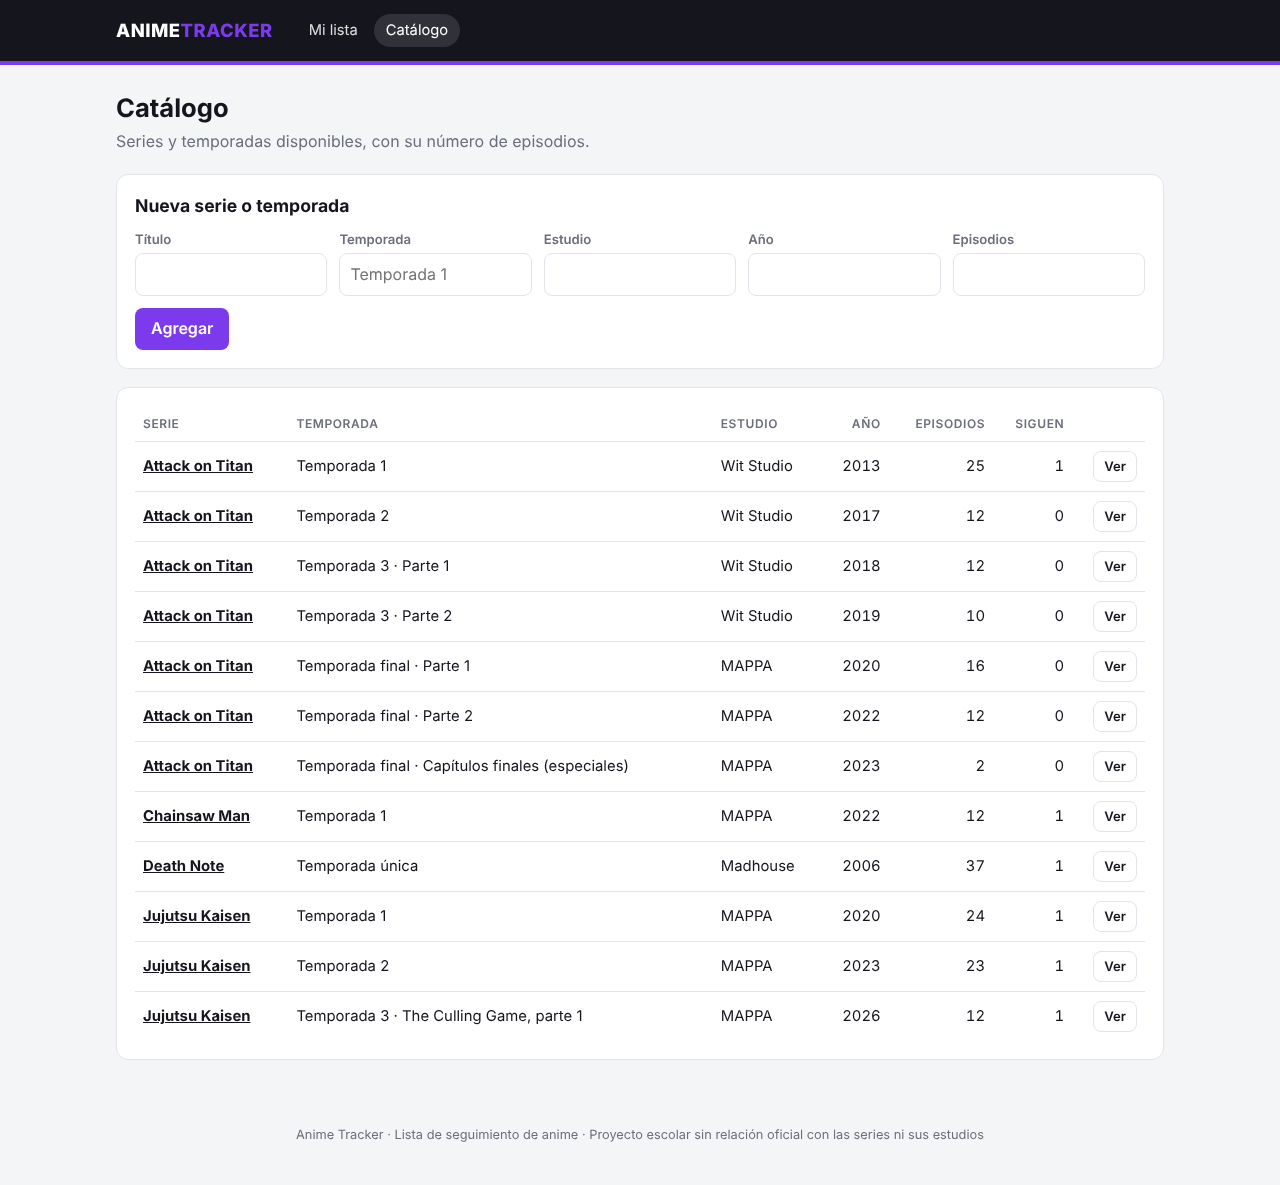 ANIMETRACKER Mi lista Catálogo
Catálogo
Series y temporadas disponibles, con su número de episodios.
Nueva serie o temporada
Título Temporada Estudio Año Episodios
Temporada 1
Agregar
SERIE TEMPORADA ESTUDIO AÑO EPISODIOS SIGUEN
Attack on Titan Temporada 1 Wit Studio 2013 25 1 Ver
Attack on Titan Temporada 2 Wit Studio 2017 12 0 Ver
Attack on Titan Temporada 3 · Parte 1 Wit Studio 2018 12 0 Ver
Attack on Titan Temporada 3 · Parte 2 Wit Studio 2019 10 0 Ver
Attack on Titan Temporada final · Parte 1 MAPPA 2020 16 0 Ver
Attack on Titan Temporada final · Parte 2 MAPPA 2022 12 0 Ver
Attack on Titan Temporada final · Capítulos finales (especiales) MAPPA 2023 2 0 Ver
Chainsaw Man Temporada 1 MAPPA 2022 12 1 Ver
Death Note Temporada única Madhouse 2006 37 1 Ver
Jujutsu Kaisen Temporada 1 MAPPA 2020 24 1 Ver
Jujutsu Kaisen Temporada 2 MAPPA 2023 23 1 Ver
Jujutsu Kaisen Temporada 3 · The Culling Game, parte 1 MAPPA 2026 12 1 Ver
Anime Tracker · Lista de seguimiento de anime · Proyecto escolar sin relación oficial con las series ni sus estudios